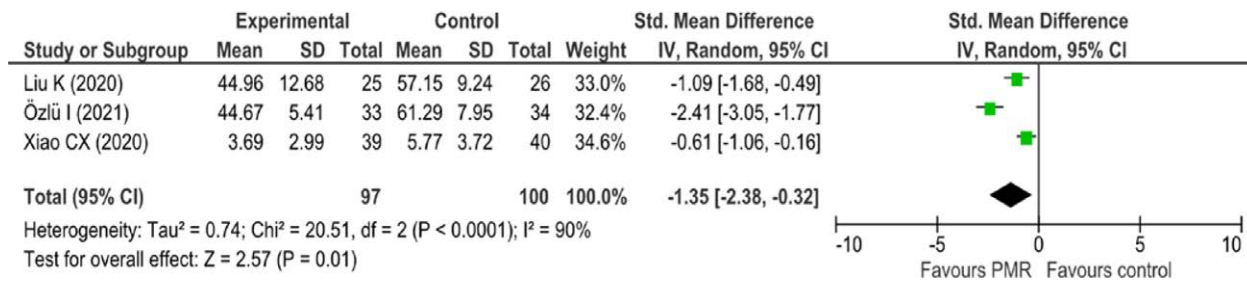 Experimental Control Std. Mean Difference Std. Mean Difference
Study or Subgroup Mean SD Total Mean SD Total Weight IV, Random, 95% CI IV, Random, 95% CI
Liu K (2020) 44.96 12.68 25 57.15 9.24 26 33.0% -1.09 [-1.68, -0.49]
Özlü I (2021) 44.67 5.41 33 61.29 7.95 34 32.4% -2.41 [-3.05, -1.77]
Xiao CX (2020) 3.69 2.99 39 5.77 3.72 40 34.6% -0.61 [-1.06, -0.16]
Total (95% CI) 97 100 100.0% -1.35 [-2.38, -0.32]
Heterogeneity: Tau² = 0.74; Chi² = 20.51, df = 2 (P < 0.0001); I² = 90%
Test for overall effect: Z = 2.57 (P = 0.01)
-10 -5 0 5 10
Favours PMR Favours control